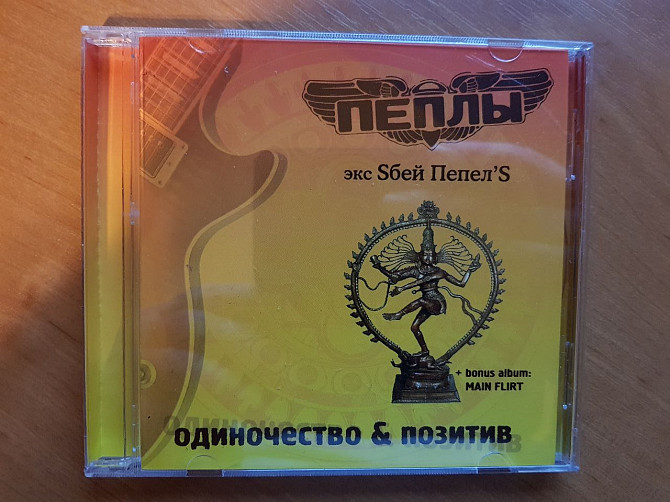 ПЕПЛЫ
экс Sбей Пепел'S
+ bonus album:
MAIN FLIRT
одиночество & позитив